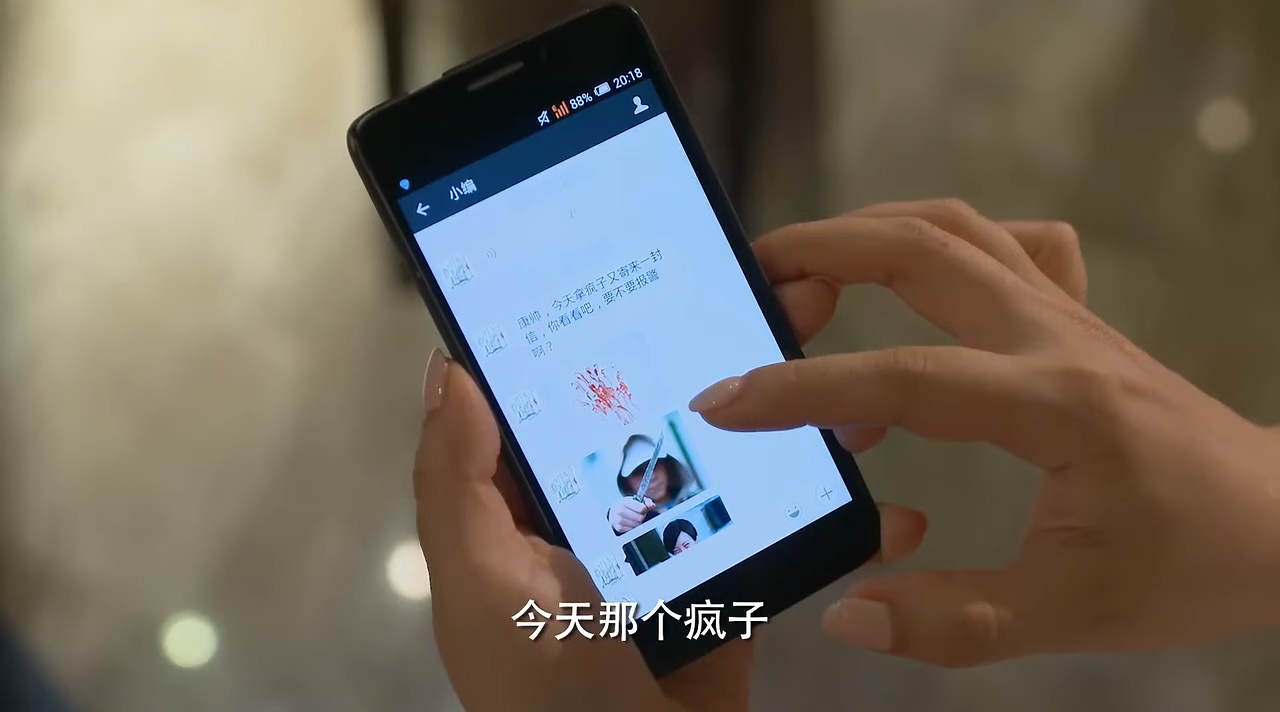 88% 20:18
小编
康帅，今天拿疯子又寄来一封
信，你看看吧，要不要报警
啊？
今天那个疯子